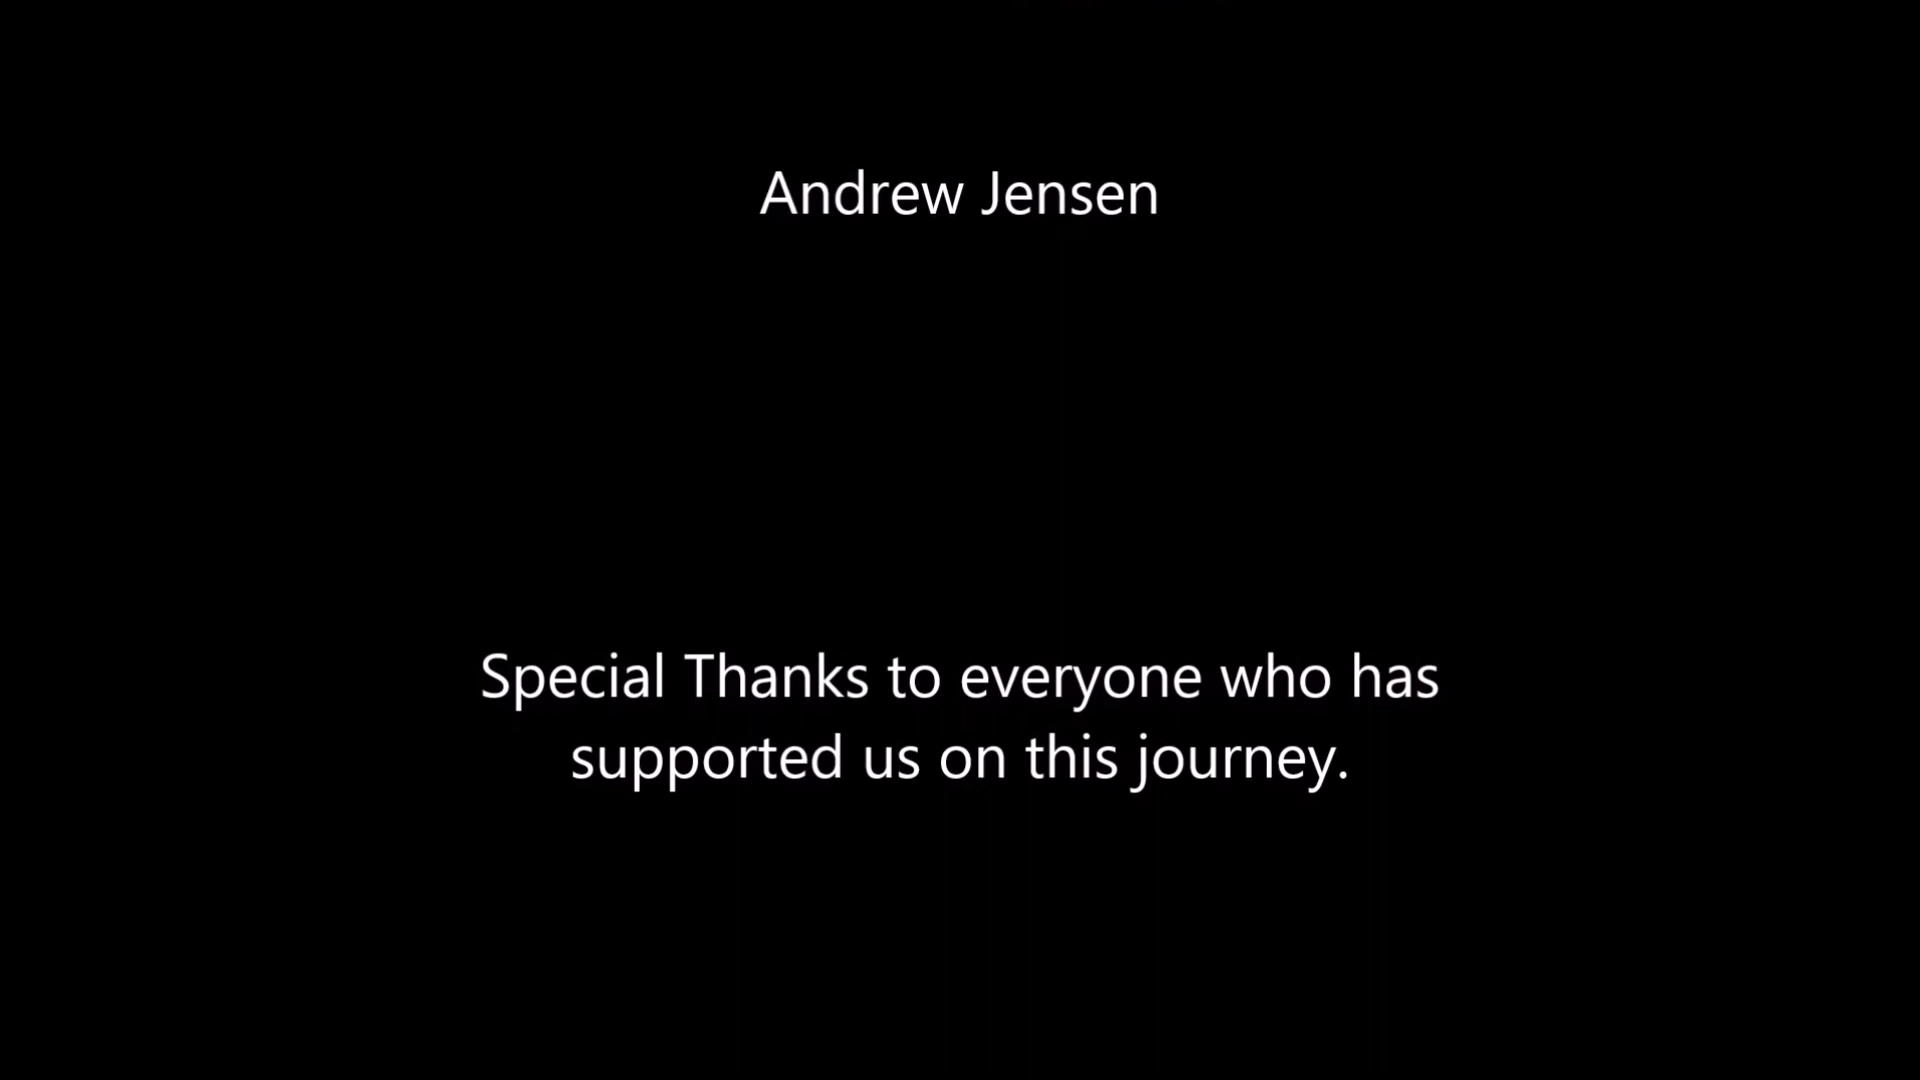 Andrew Jensen
Special Thanks to everyone who has
supported us on this journey.